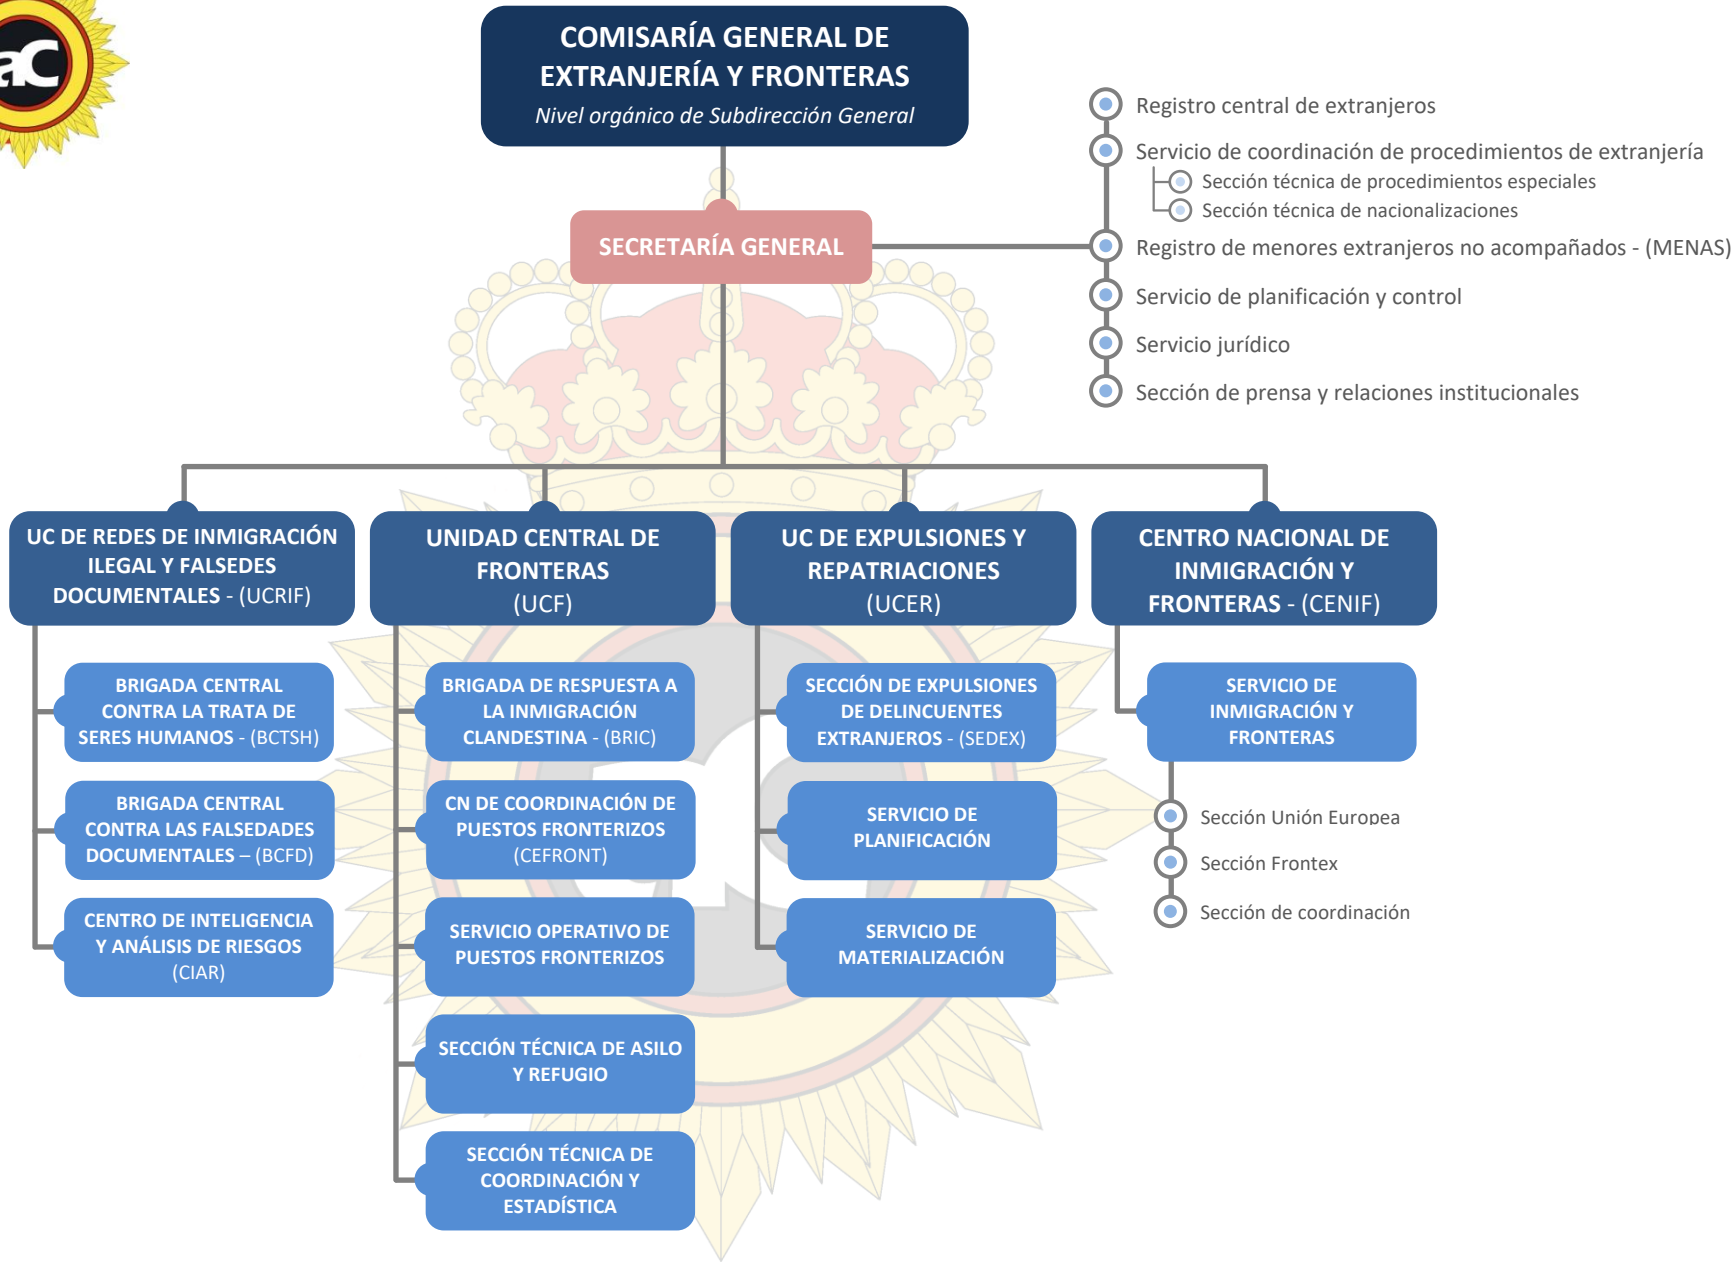 aC
COMISARÍA GENERAL DE
EXTRANJERÍA Y FRONTERAS
Nivel orgánico de Subdirección General
SECRETARÍA GENERAL
Registro central de extranjeros
Servicio de coordinación de procedimientos de extranjería
Sección técnica de procedimientos especiales
Sección técnica de nacionalizaciones
Registro de menores extranjeros no acompañados - (MENAS)
Servicio de planificación y control
Servicio jurídico
Sección de prensa y relaciones institucionales
UC DE REDES DE INMIGRACIÓN
ILEGAL Y FALSEDES
DOCUMENTALES - (UCRIF)
BRIGADA CENTRAL
CONTRA LA TRATA DE
SERES HUMANOS - (BCTSH)
BRIGADA CENTRAL
CONTRA LAS FALSEDADES
DOCUMENTALES – (BCFD)
CENTRO DE INTELIGENCIA
Y ANÁLISIS DE RIESGOS
(CIAR)
UNIDAD CENTRAL DE
FRONTERAS
(UCF)
BRIGADA DE RESPUESTA A
LA INMIGRACIÓN
CLANDESTINA - (BRIC)
CN DE COORDINACIÓN DE
PUESTOS FRONTERIZOS
(CEFRONT)
SERVICIO OPERATIVO DE
PUESTOS FRONTERIZOS
SECCIÓN TÉCNICA DE ASILO
Y REFUGIO
SECCIÓN TÉCNICA DE
COORDINACIÓN Y
ESTADÍSTICA
UC DE EXPULSIONES Y
REPATRIACIONES
(UCER)
SECCIÓN DE EXPULSIONES
DE DELINCUENTES
EXTRANJEROS - (SEDEX)
SERVICIO DE
PLANIFICACIÓN
SERVICIO DE
MATERIALIZACIÓN
CENTRO NACIONAL DE
INMIGRACIÓN Y
FRONTERAS - (CENIF)
SERVICIO DE
INMIGRACIÓN Y
FRONTERAS
Sección Unión Europea
Sección Frontex
Sección de coordinación